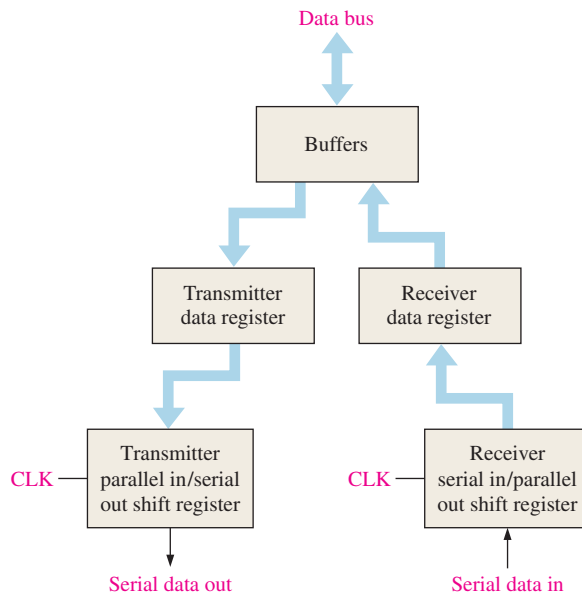 Data bus
Buffers
Transmitter
data register
Receiver
data register
CLK
Transmitter
parallel in/serial
out shift register
CLK
Receiver
serial in/parallel
out shift register
Serial data out
Serial data in